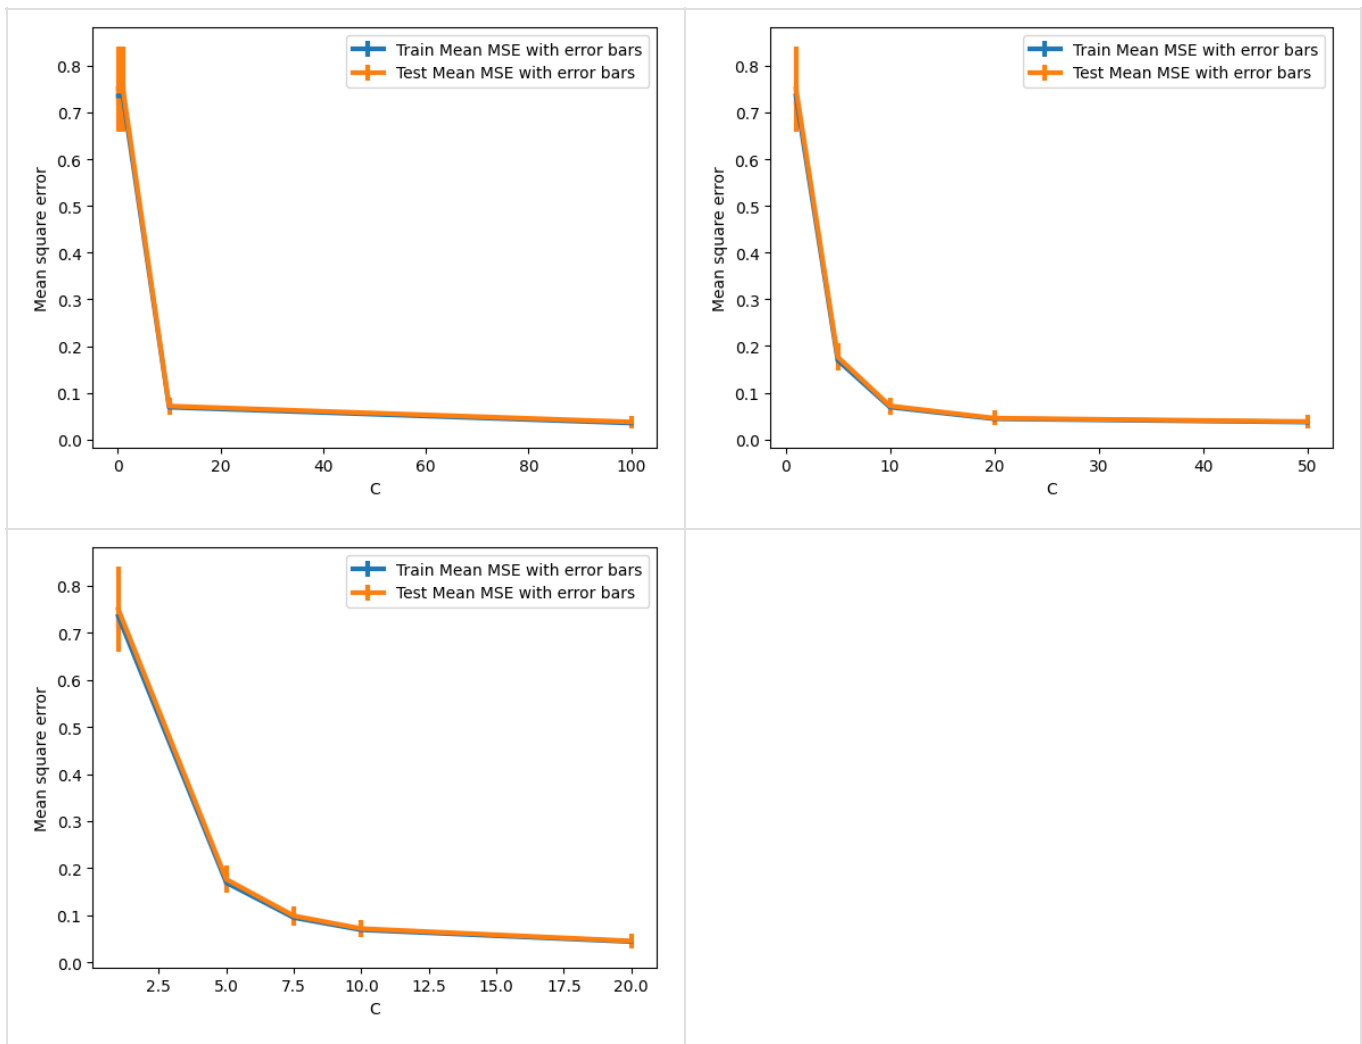 Train Mean MSE with error bars
Test Mean MSE with error bars
Mean square error
0.8
0.7
0.6
0.5
0.4
0.3
0.2
0.1
0.0
0 20 40 60 80 100
C
Train Mean MSE with error bars
Test Mean MSE with error bars
Mean square error
0.8
0.7
0.6
0.5
0.4
0.3
0.2
0.1
0.0
0 10 20 30 40 50
C
Train Mean MSE with error bars
Test Mean MSE with error bars
Mean square error
0.8
0.7
0.6
0.5
0.4
0.3
0.2
0.1
0.0
2.5 5.0 7.5 10.0 12.5 15.0 17.5 20.0
C